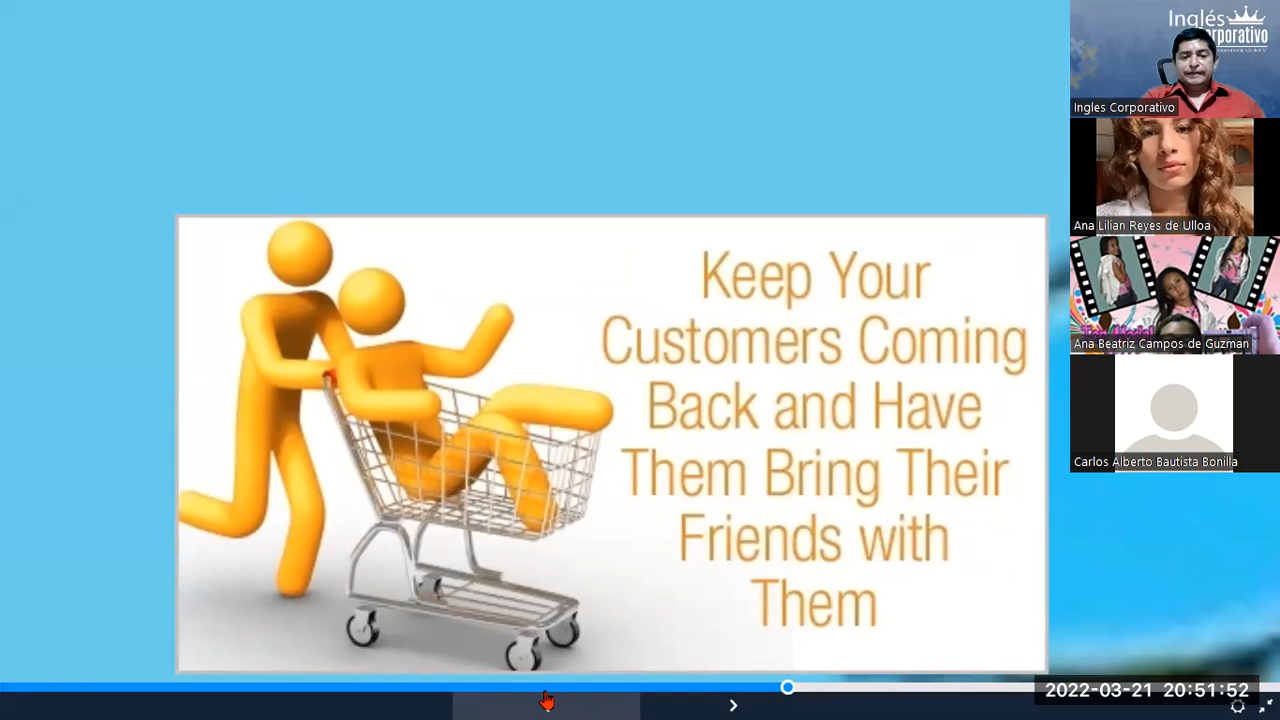 Keep Your
Customers Coming
Back and Have
Them Bring Their
Friends with
Them
Inglés
orporativo
Ingles Corporativo
Ana Lilian Reyes de Ulloa
Ana Beatriz Campos de Guzman
Carlos Alberto Bautista Bonilla
2022-03-21 20:51:52